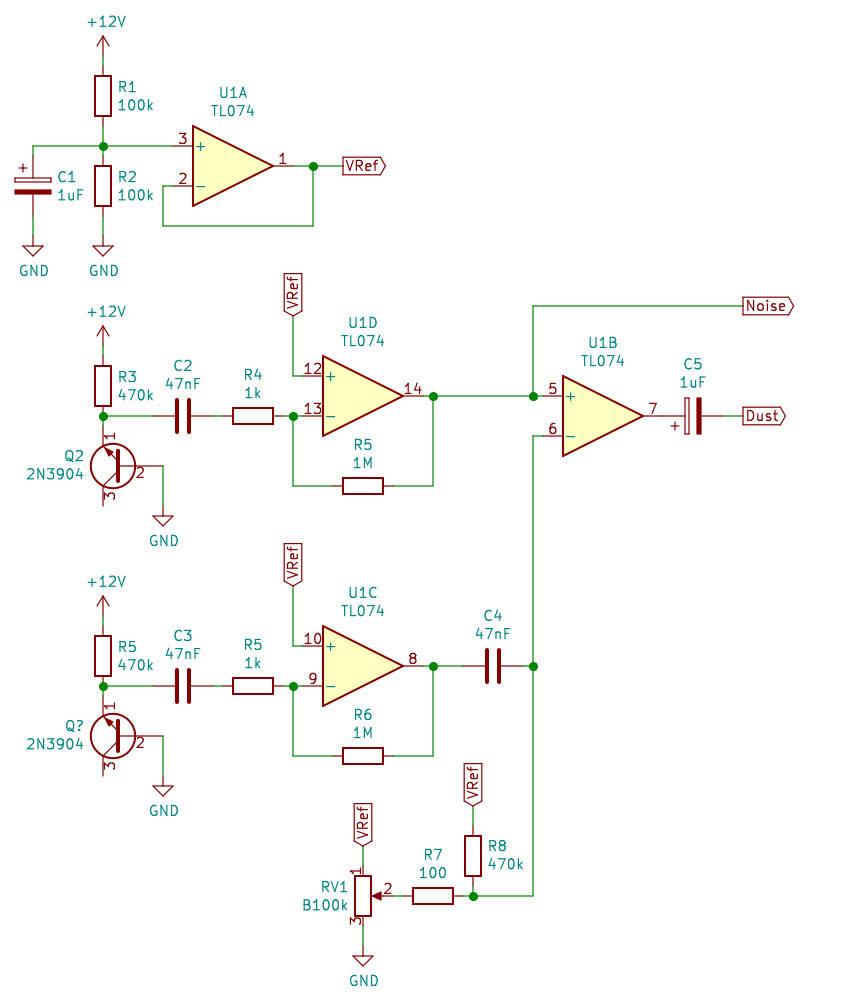 +12V
R1
100k
U1A
TL074
3
+
1
VRef
+
C1
1uF
R2
100k
2
−
GND
GND
+12V
VRef
Noise
U1D
TL074
R3
470k
C2
47nF
R4
1k
12
+
14
13
−
U1B
TL074
5
+
7
6
−
C5
1uF
+
Dust
1
Q2
2N3904
2
3
R5
1M
GND
VRef
+12V
U1C
TL074
R5
470k
C3
47nF
R5
1k
10
+
8
9
−
C4
47nF
1
Q?
2N3904
2
3
R6
1M
GND
VRef
VRef
R8
470k
R7
100
1
RV1
B100k
2
3
GND